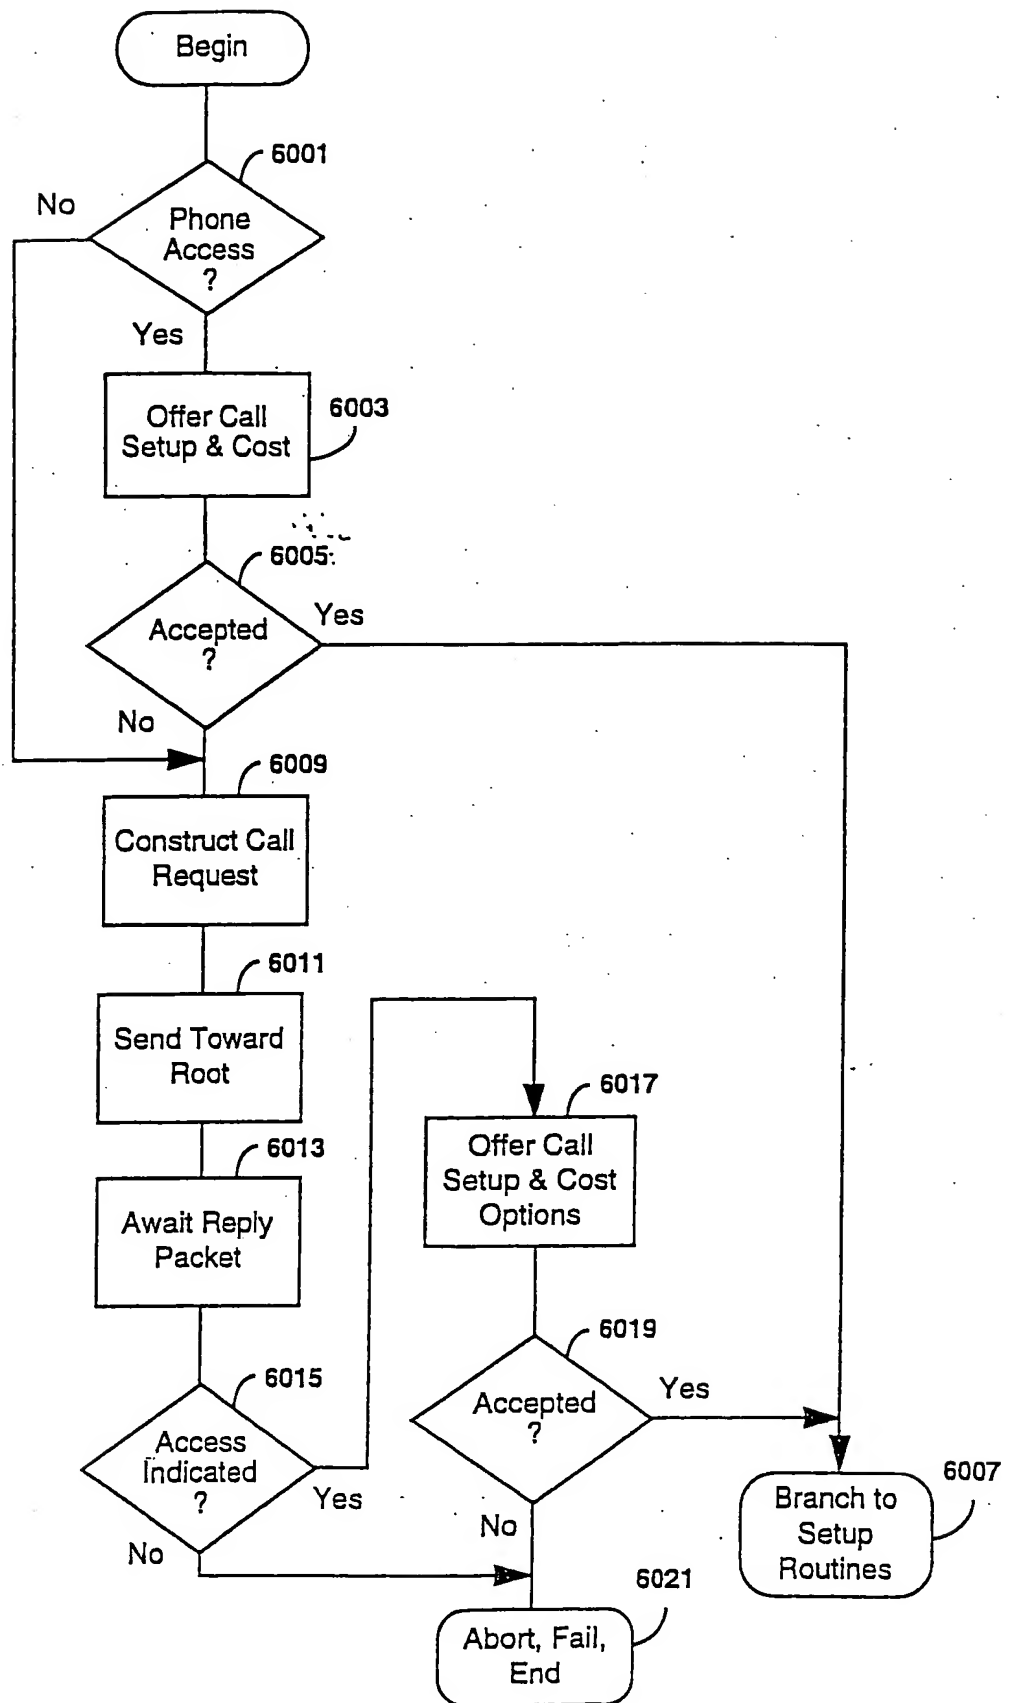 Begin
6001
No
Phone
Access
?
Yes
Offer Call
Setup & Cost
6003
6005
Accepted
?
Yes
No
6009
Construct Call
Request
6011
Send Toward
Root
6013
Await Reply
Packet
6015
Access
Indicated
?
Yes
No
6017
Offer Call
Setup & Cost
Options
6019
Accepted
?
Yes
No
6007
Branch to
Setup
Routines
6021
Abort, Fail,
End